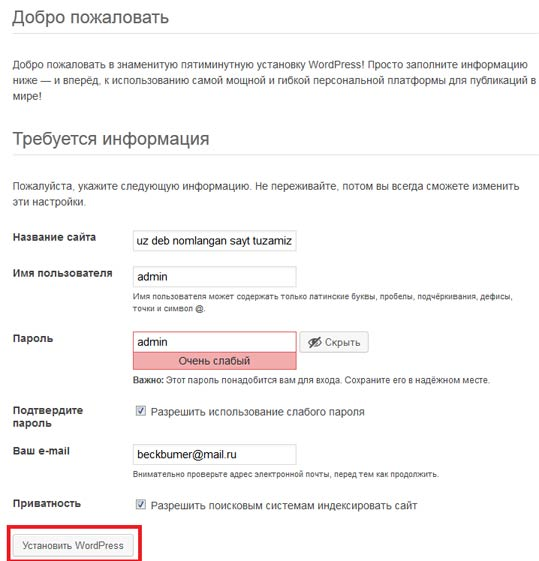 Добро пожаловать
Добро пожаловать в знаменитую пятиминутную установку WordPress! Просто заполните информацию
ниже — и вперёд, к использованию самой мощной и гибкой персональной платформы для публикаций в
мире!
Требуется информация
Пожалуйста, укажите следующую информацию. Не переживайте, потом вы всегда сможете изменить
эти настройки.
Название сайта uz deb nomlangan sayt tuzamiz
Имя пользователя admin
Имя пользователя может содержать только латинские буквы, пробелы, подчёркивания, дефисы,
точки и символ @.
Пароль admin Скрыть
Очень слабый
Важно: Этот пароль понадобится вам для входа. Сохраните его в надёжном месте.
Подтвердите
пароль Разрешить использование слабого пароля
Ваш e-mail beckbumer@mail.ru
Внимательно проверьте адрес электронной почты, перед тем как продолжить.
Приватность Разрешить поисковым системам индексировать сайт
Установить WordPress